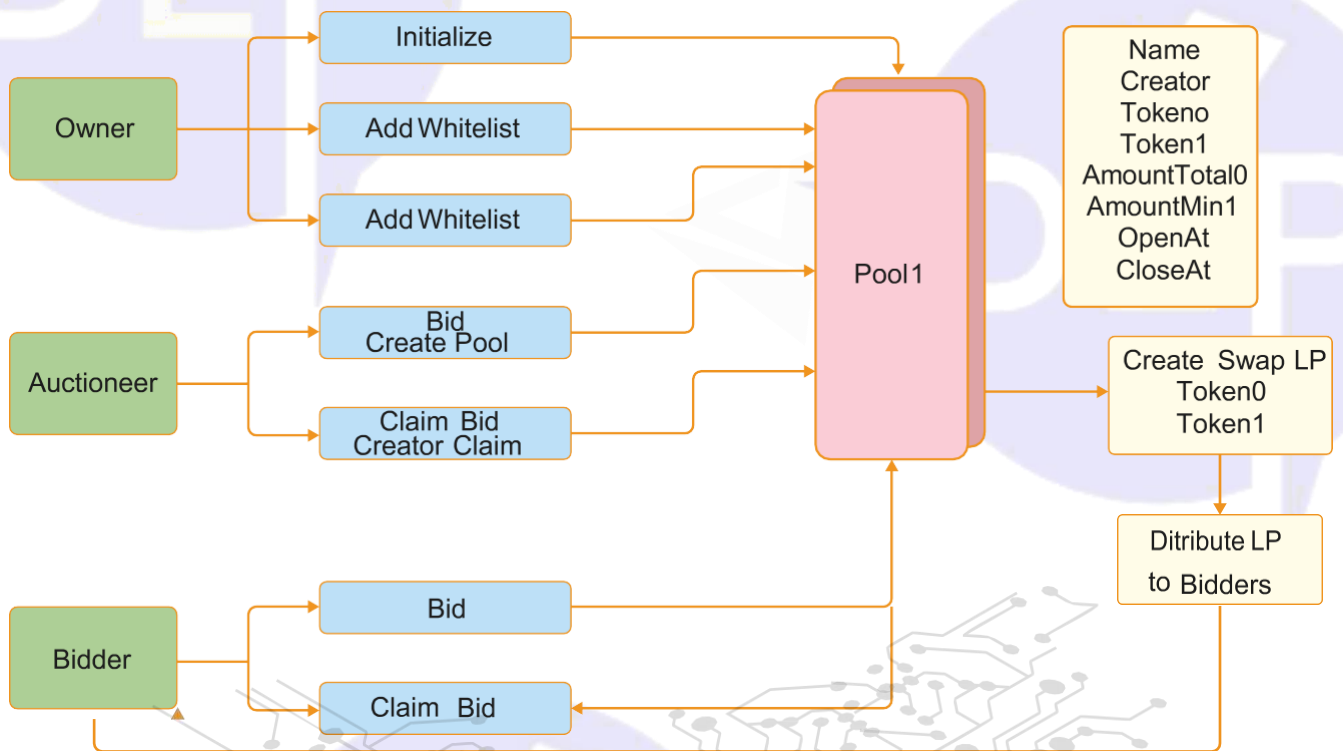 Owner
Initialize
Add Whitelist
Add Whitelist
Auctioneer
Bid
Create Pool
Claim Bid
Creator Claim
Bidder
Bid
Claim Bid
Pool1
Name
Creator
Tokeno
Token1
AmountTotal0
AmountMin1
OpenAt
CloseAt
Create Swap LP
Token0
Token1
Ditribute LP
to Bidders